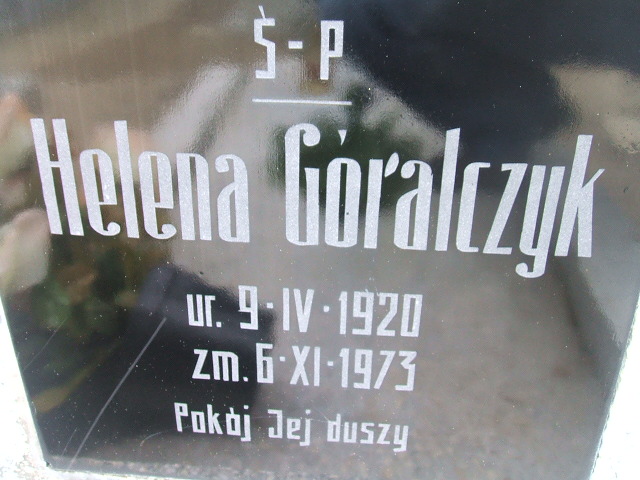 Ś-P
Helena Góralczyk
ur. 9·IV·1920
zm. 6·XI·1973
Pokój Jej duszy